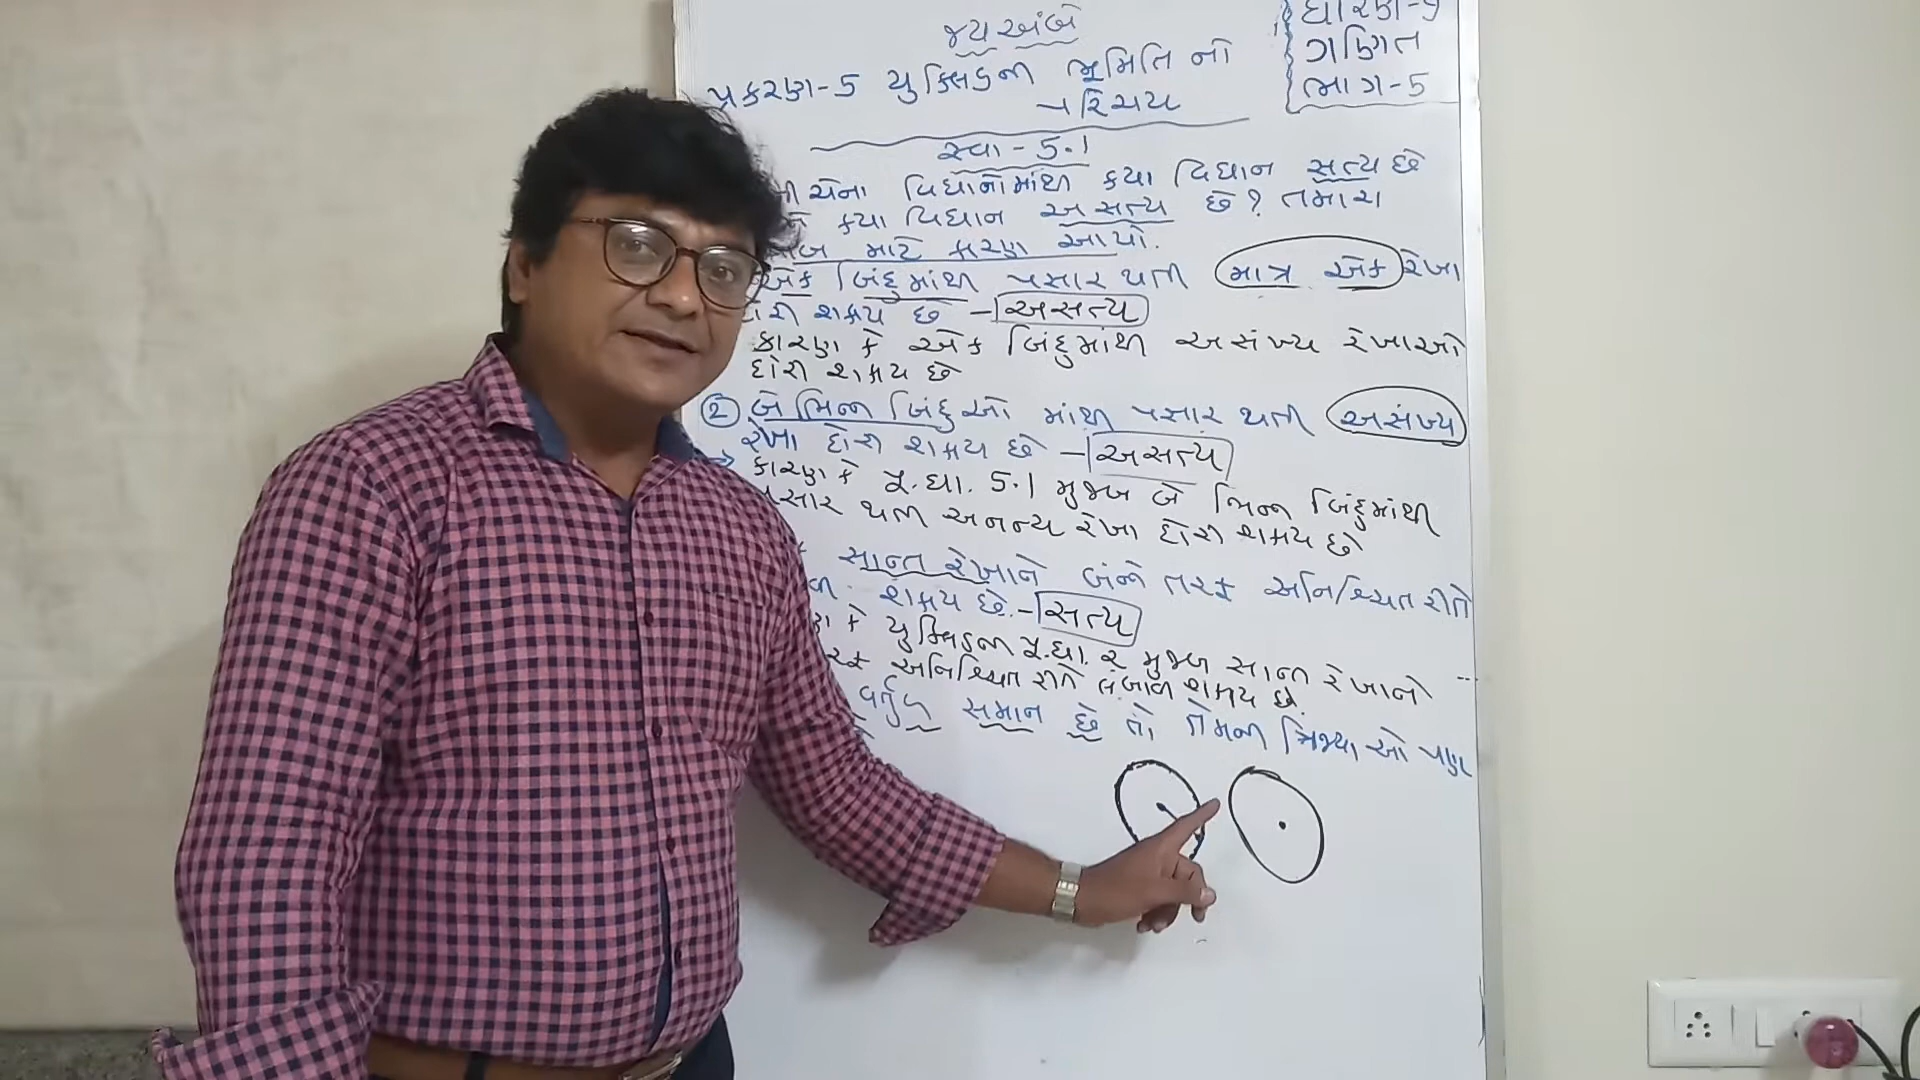 જય અંબે
ધોરણ-9
ગણિત
ભાગ-5
પ્રકરણ-5 યુક્લિડની ભૂમિતિ નો
પરિચય
સ્વા-5.1
નીચેના વિધાનોમાંથી કયા વિધાન સત્ય છે
કયા વિધાન અસત્ય છે? તમારા
માટે કારણ આપો.
એક બિંદુમાંથી પસાર થતી માત્ર એક રેખા
દોરી શકાય છે - અસત્ય
કારણ કે એક બિંદુમાંથી અસંખ્ય રેખાઓ
દોરી શકાય છે
2 બે ભિન્ન બિંદુઓ માંથી પસાર થતી અસંખ્ય
રેખા દોરી શકાય છે - અસત્ય
→ કારણ કે પૂ.ધા. 5.1 મુજબ બે ભિન્ન બિંદુમાંથી
પસાર થતી અનન્ય રેખા દોરી શકાય છે
સાન્ત રેખાને બંને તરફ અનિશ્ચિત રીતે
શકાય છે. - સત્ય
કે યુક્લિડની પૂ.ધા. ૨ મુજબ સાન્ત રેખાને ---
અનિશ્ચિત રીતે લંબાવી શકાય છે.
વર્તુળ સમાન છે તો તેમની ત્રિજ્યાઓ પણ